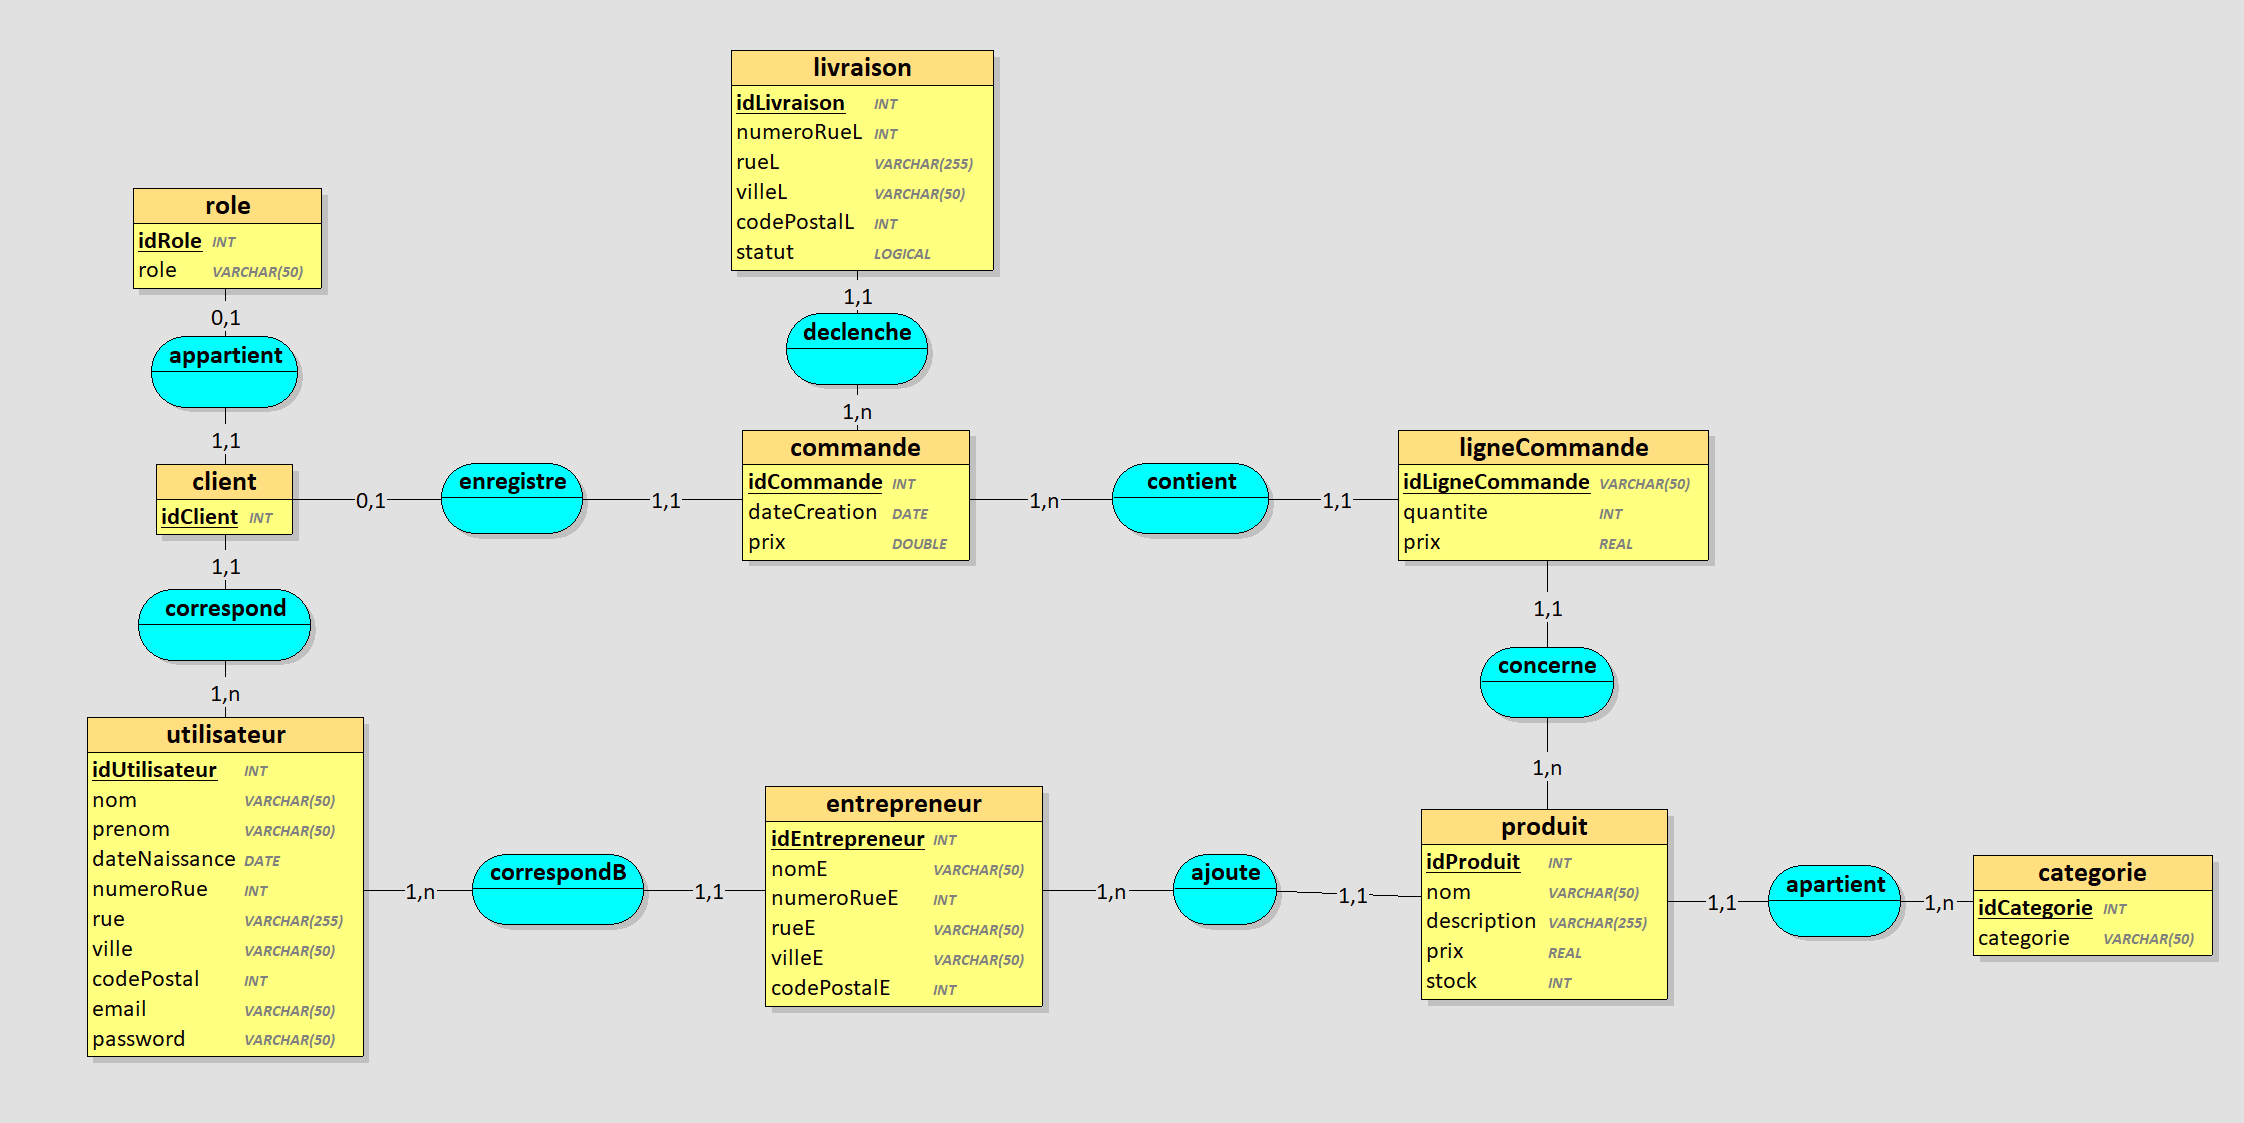 livraison
idLivraison INT
numeroRueL INT
rueL VARCHAR(255)
villeL VARCHAR(50)
codePostalL INT
statut LOGICAL
1,1
declenche
1,n
role
idRole INT
role VARCHAR(50)
0,1
appartient
1,1
client
idClient INT
0,1
enregistre
1,1
commande
idCommande INT
dateCreation DATE
prix DOUBLE
1,n
contient
1,1
ligneCommande
idLigneCommande VARCHAR(50)
quantite INT
prix REAL
1,1
correspond
1,n
1,1
concerne
1,n
utilisateur
idUtilisateur INT
nom VARCHAR(50)
prenom VARCHAR(50)
dateNaissance DATE
numeroRue INT
rue VARCHAR(255)
ville VARCHAR(50)
codePostal INT
email VARCHAR(50)
password VARCHAR(50)
1,n
correspondB
1,1
entrepreneur
idEntrepreneur INT
nomE VARCHAR(50)
numeroRueE INT
rueE VARCHAR(50)
villeE VARCHAR(50)
codePostalE INT
1,n
ajoute
1,1
produit
idProduit INT
nom VARCHAR(50)
description VARCHAR(255)
prix REAL
stock INT
1,1
apartient
1,n
categorie
idCategorie INT
categorie VARCHAR(50)